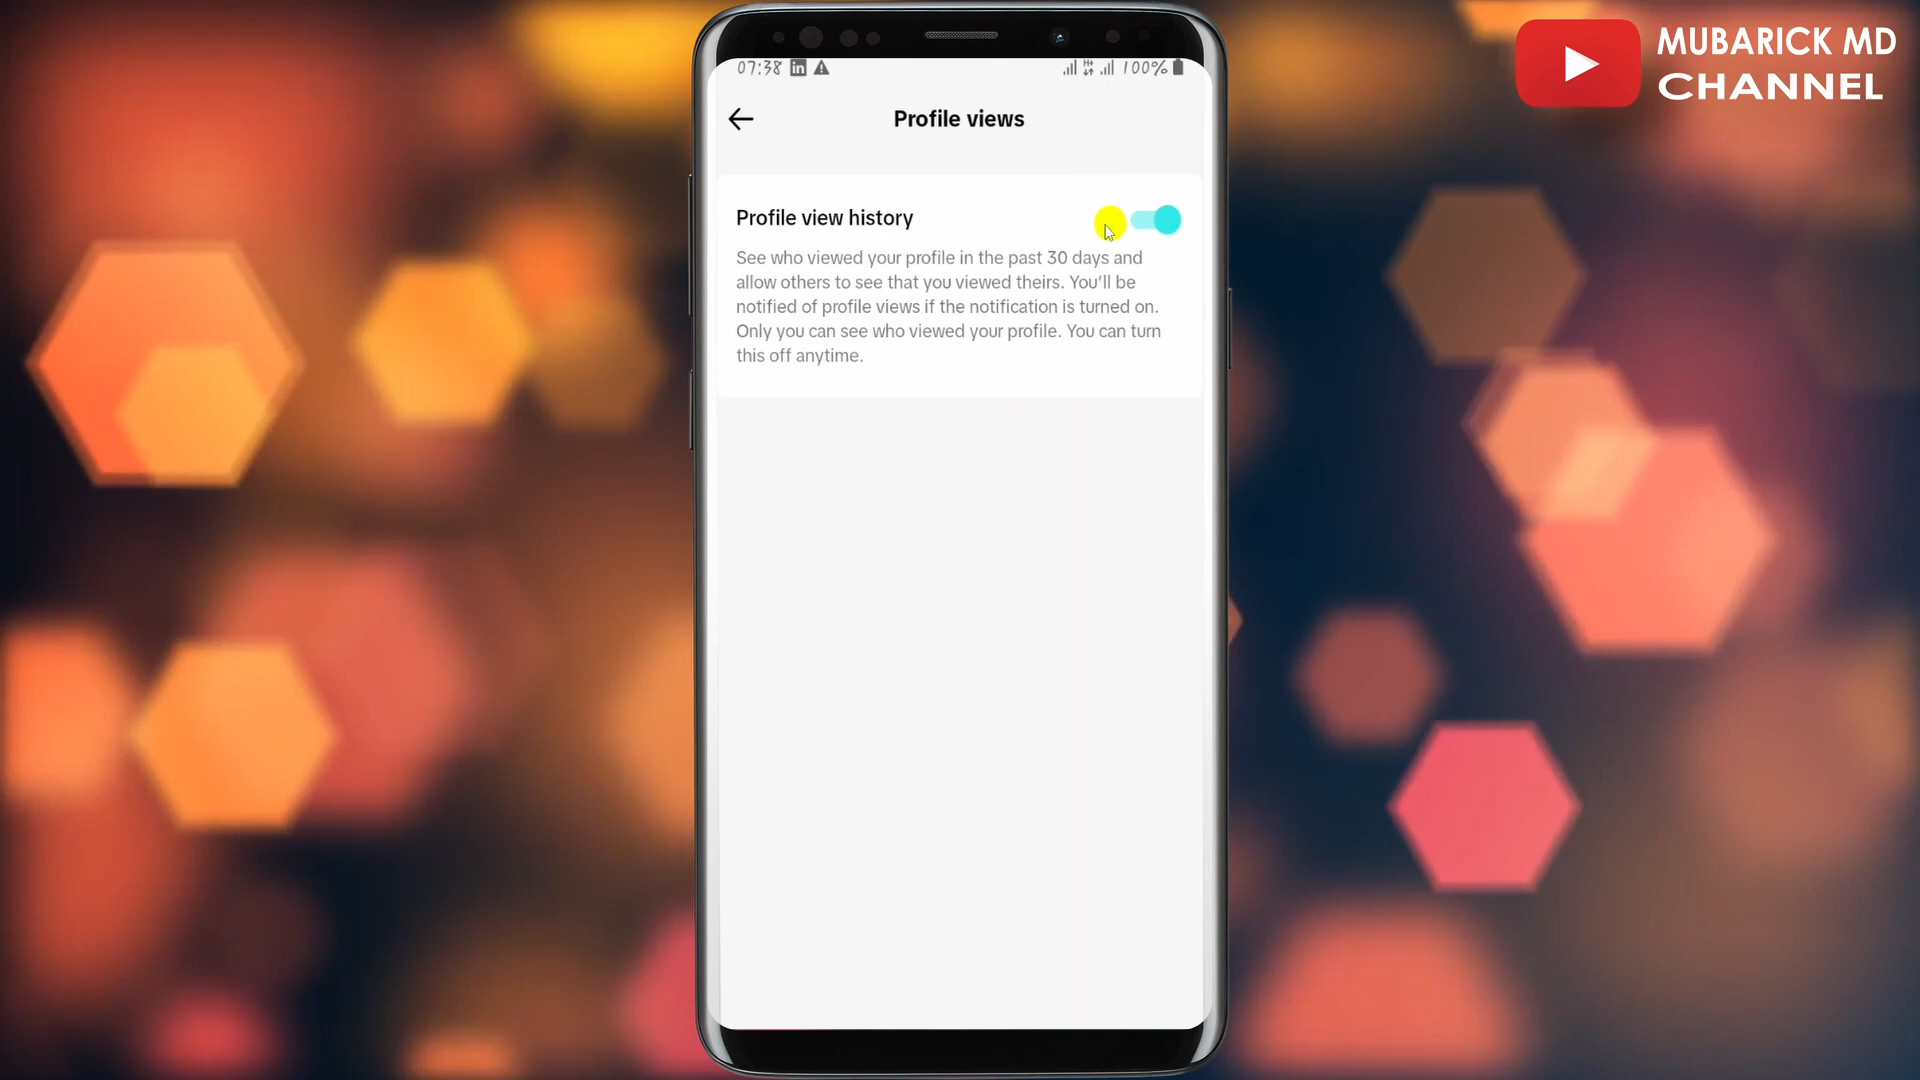 MUBARICK MD
CHANNEL
07:38 in 100%
Profile views
Profile view history
See who viewed your profile in the past 30 days and
allow others to see that you viewed theirs. You'll be
notified of profile views if the notification is turned on.
Only you can see who viewed your profile. You can turn
this off anytime.